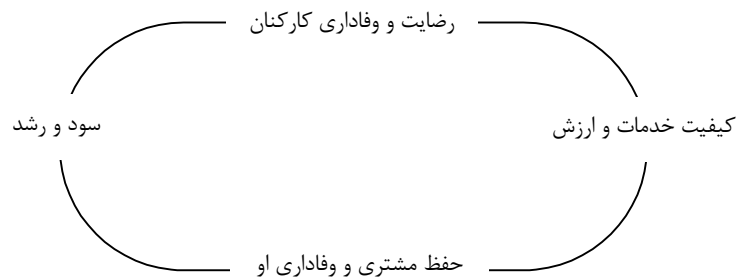 رضایت و وفاداری کارکنان
کیفیت خدمات و ارزش
سود و رشد
حفظ مشتری و وفاداری او